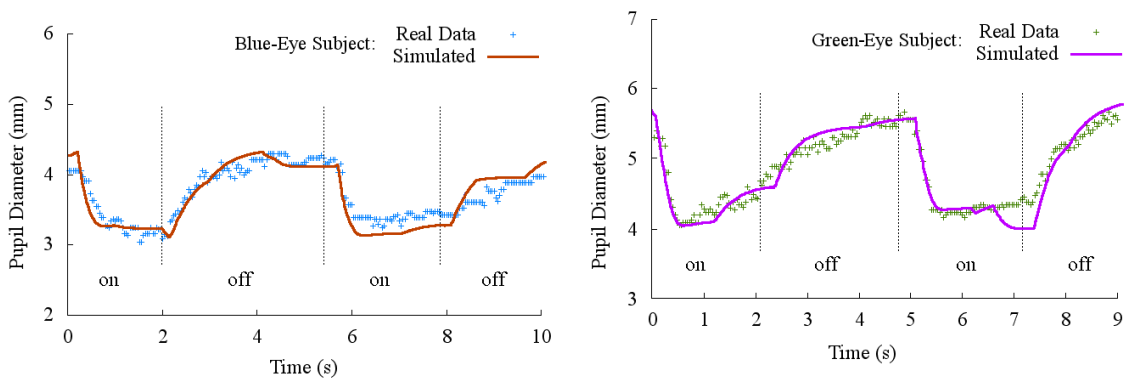 6
5
4
3
2
Pupil Diameter (mm)
Blue-Eye Subject: Real Data
Simulated
on off on off
0 2 4 6 8 10
Time (s)
7
6
5
4
3
Pupil Diameter (mm)
Green-Eye Subject: Real Data
Simulated
on off on off
0 1 2 3 4 5 6 7 8 9
Time (s)